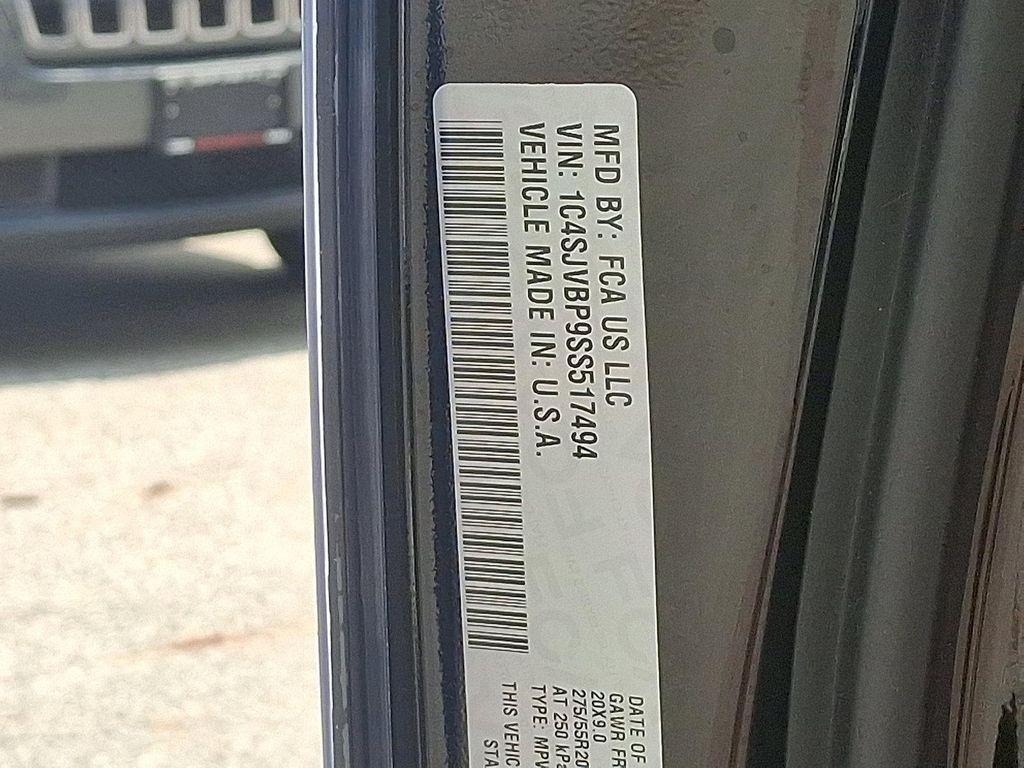 MFD BY: FCA US LLC
VIN: 1C4SJVBP9SS517494
VEHICLE MADE IN: U.S.A.
DATE OF
GAWR FR
20X9.0
275/55R20
AT 250 kPa
TYPE: MPV
THIS VEHIC
STA